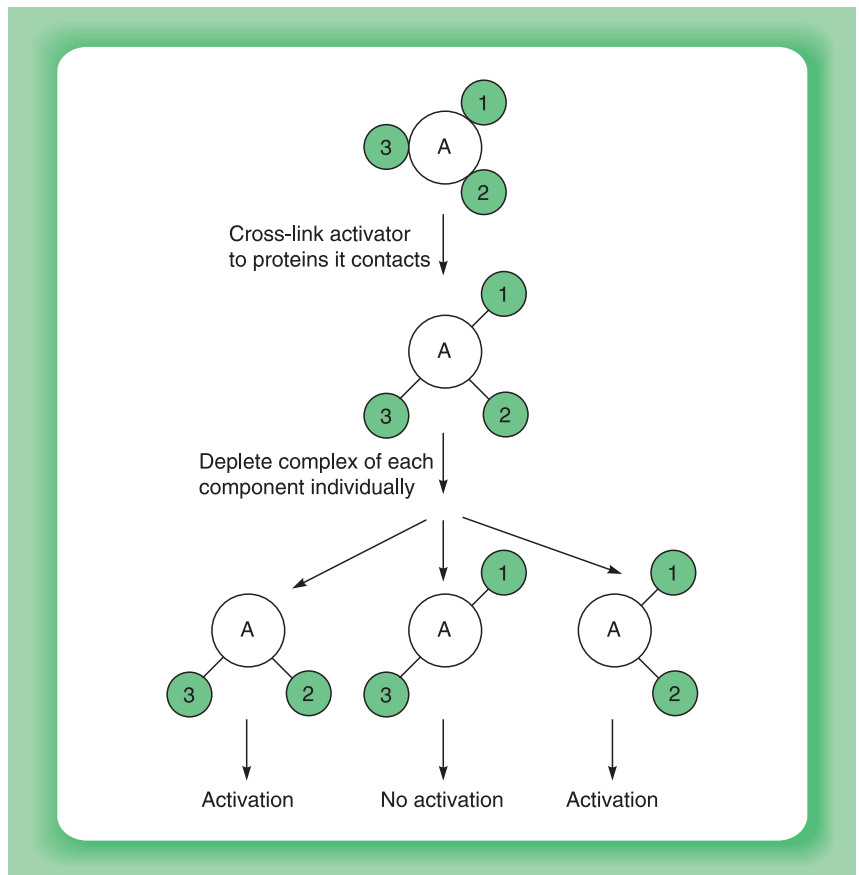 1
3
A
2
Cross-link activator
to proteins it contacts
1
A
3
2
Deplete complex of each
component individually
1
1
A
A
A
3
2
3
2
Activation
No activation
Activation